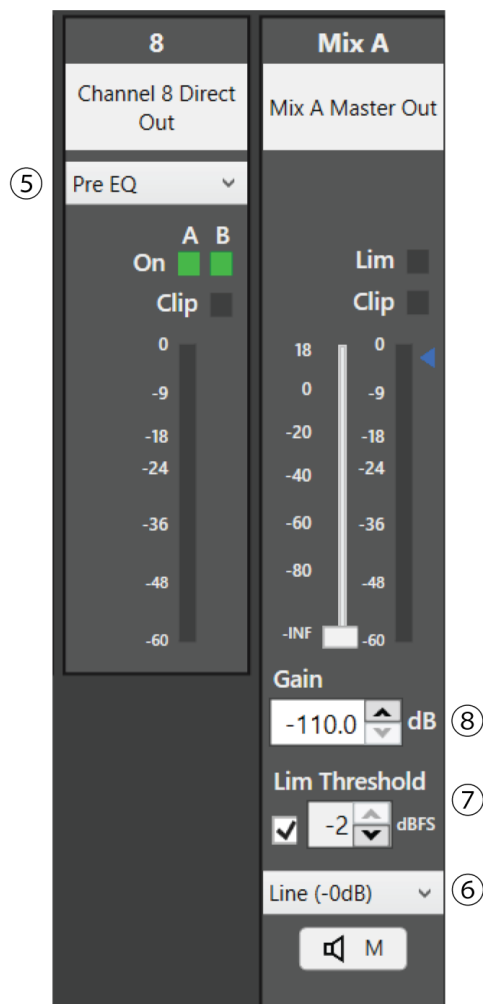 8
Channel 8 Direct
Out
⑤
Pre EQ
A B
On
Clip
0
-9
-18
-24
-36
-48
-60
Mix A
Mix A Master Out
Lim
Clip
18
0
-20
-40
-60
-80
-INF
0
-9
-18
-24
-36
-48
-60
Gain
-110.0 dB ⑧
Lim Threshold
⑦
-2 dBFS
Line (-0dB) ⑥
M